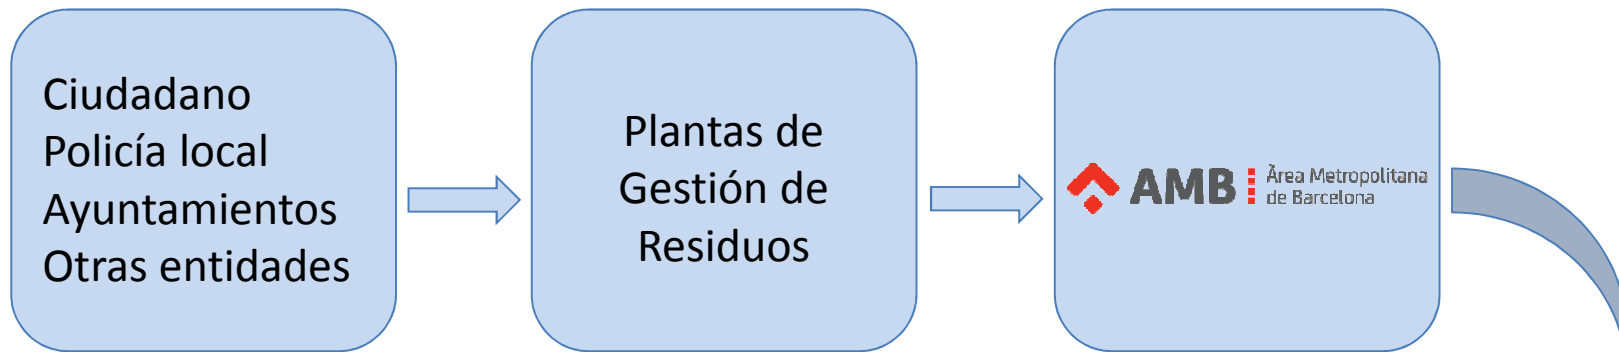 Ciudadano
Policía local
Ayuntamientos
Otras entidades
Plantas de
Gestión de
Residuos
AMB
Àrea Metropolitana
de Barcelona